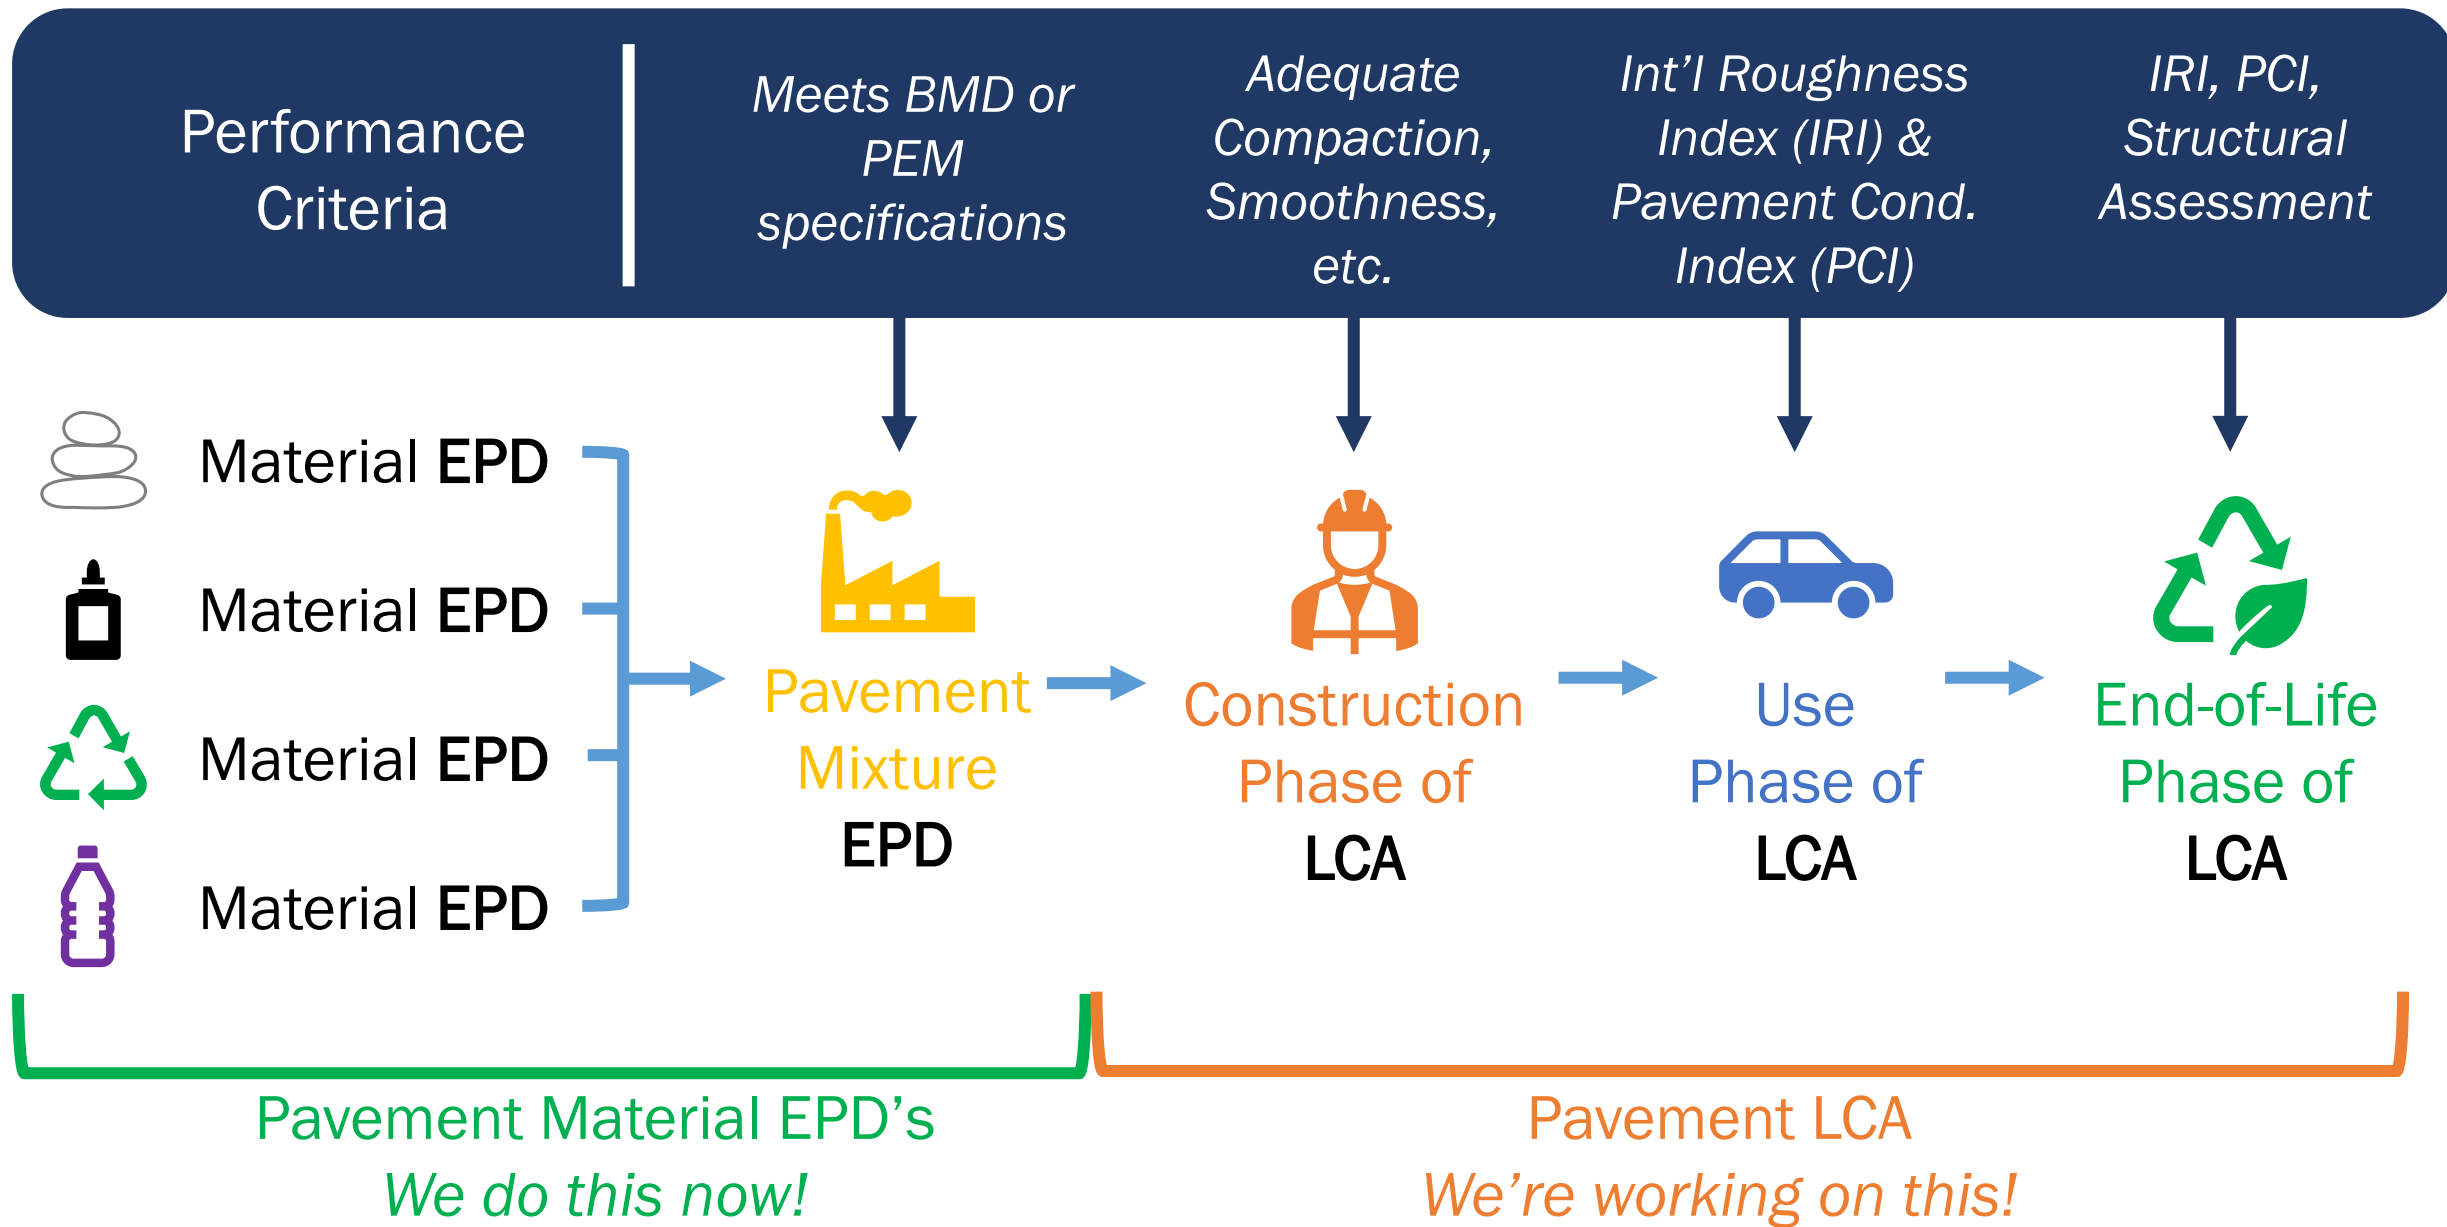 Performance
Criteria
Meets BMD or
PEM
specifications
Adequate
Compaction,
Smoothness,
etc.
Int'l Roughness
Index (IRI) &
Pavement Cond.
Index (PCI)
IRI, PCI,
Structural
Assessment
Material EPD
Material EPD
Material EPD
Material EPD
Pavement
Mixture
EPD
Construction
Phase of
LCA
Use
Phase of
LCA
End-of-Life
Phase of
LCA
Pavement Material EPD's
We do this now!
Pavement LCA
We're working on this!